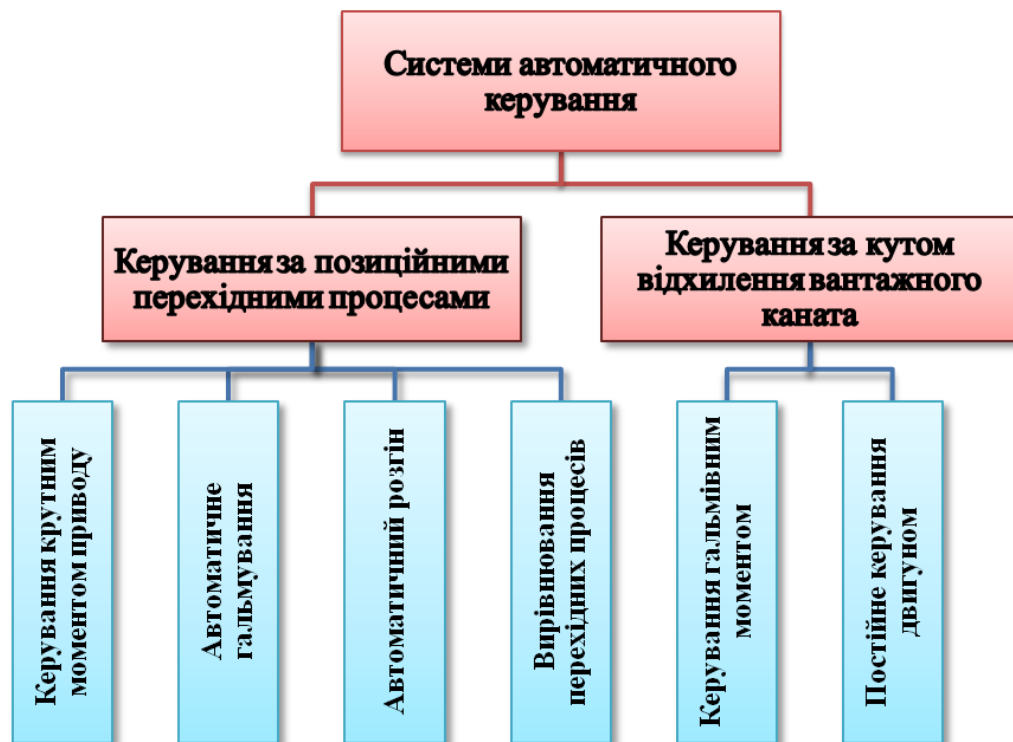 Системи автоматичного
керування
Керування за позиційними
перехідними процесами
Керування за кутом
відхилення вантажного
каната
Керування крутним
моментом приводу
Автоматичне
гальмування
Автоматичний розгін
Вирівнювання
перехідних процесів
Керування гальмівним
моментом
Постійне керування
двигуном